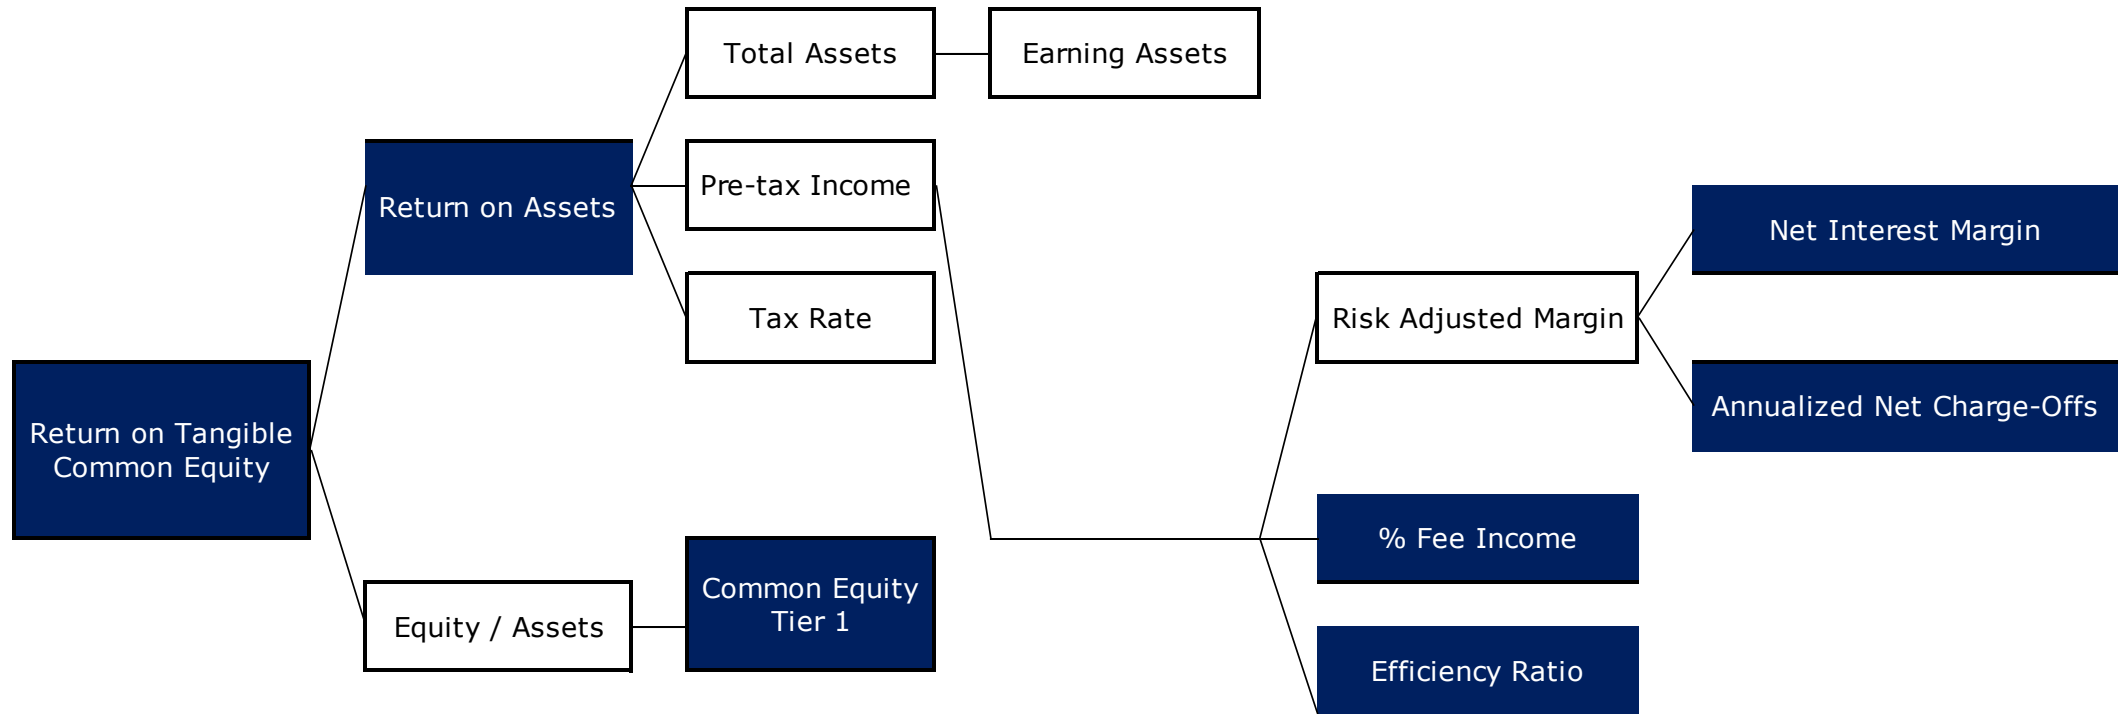 Total Assets
Earning Assets
Return on Assets
Pre-tax Income
Tax Rate
Return on Tangible
Common Equity
Equity / Assets
Common Equity
Tier 1
Risk Adjusted Margin
Net Interest Margin
Annualized Net Charge-Offs
% Fee Income
Efficiency Ratio